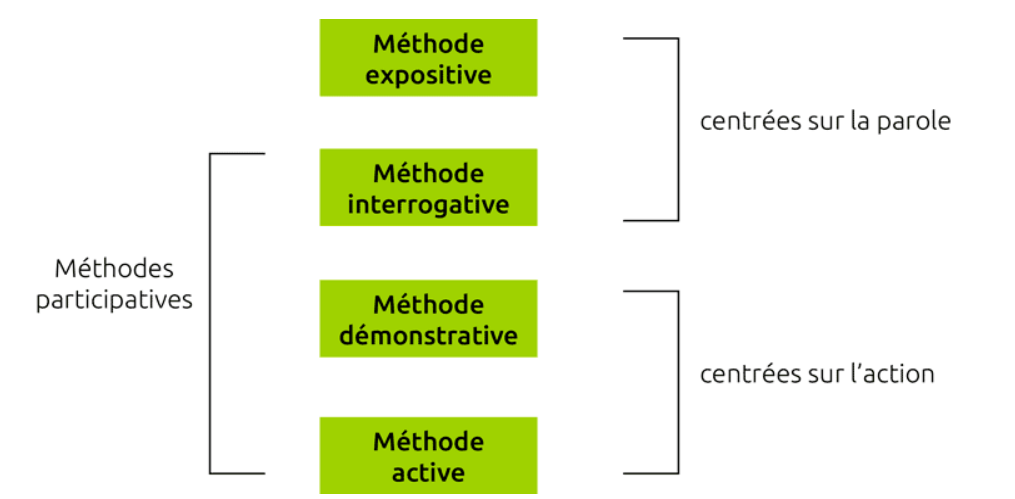 Méthode
expositive
centrées sur la parole
Méthode
interrogative
Méthodes
participatives
Méthode
démonstrative
centrées sur l’action
Méthode
active